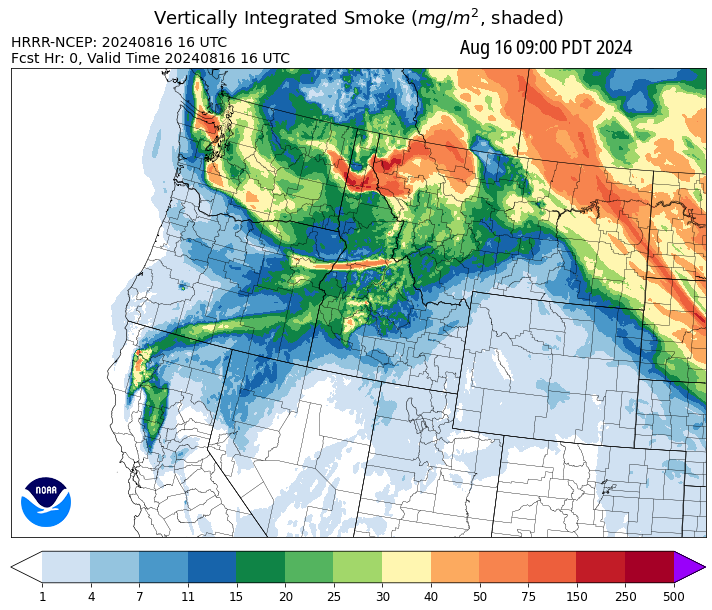 Vertically Integrated Smoke (mg/m², shaded)
HRRR-NCEP: 20240816 16 UTC
Aug 16 09:00 PDT 2024
Fcst Hr: 0, Valid Time 20240816 16 UTC
NOAA
1 4 7 11 15 20 25 30 40 50 75 150 250 500